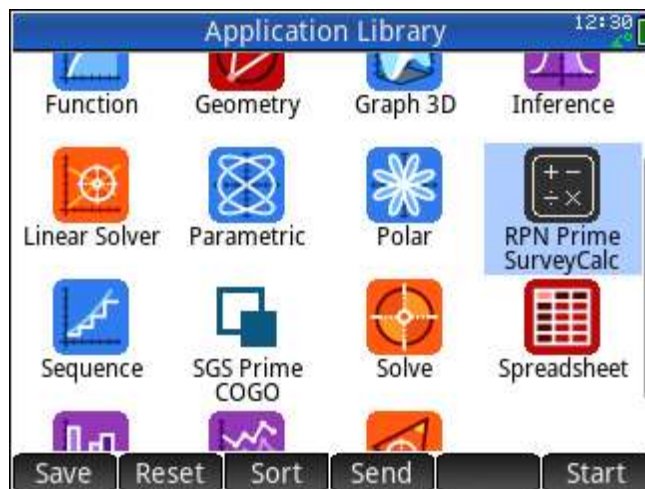 Application Library
12:30
Function
Geometry
Graph 3D
Inference
Linear Solver
Parametric
Polar
RPN Prime
SurveyCalc
Sequence
SGS Prime
COGO
Solve
Spreadsheet
Save
Reset
Sort
Send
Start